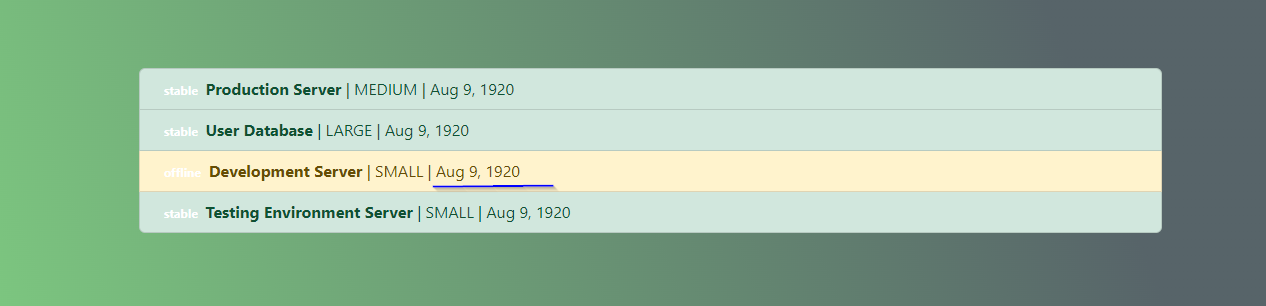 stable Production Server | MEDIUM | Aug 9, 1920
stable User Database | LARGE | Aug 9, 1920
offline Development Server | SMALL | Aug 9, 1920
stable Testing Environment Server | SMALL | Aug 9, 1920